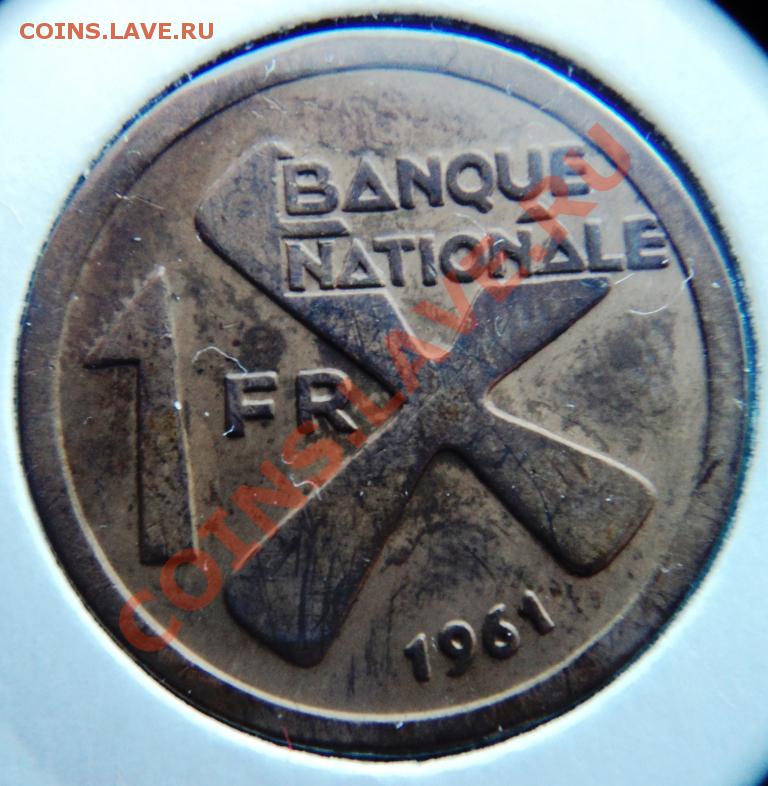 COINS.LAVE.RU
BANQUE
NATIONALE
1 FR
1961
COINS.LAVE.RU